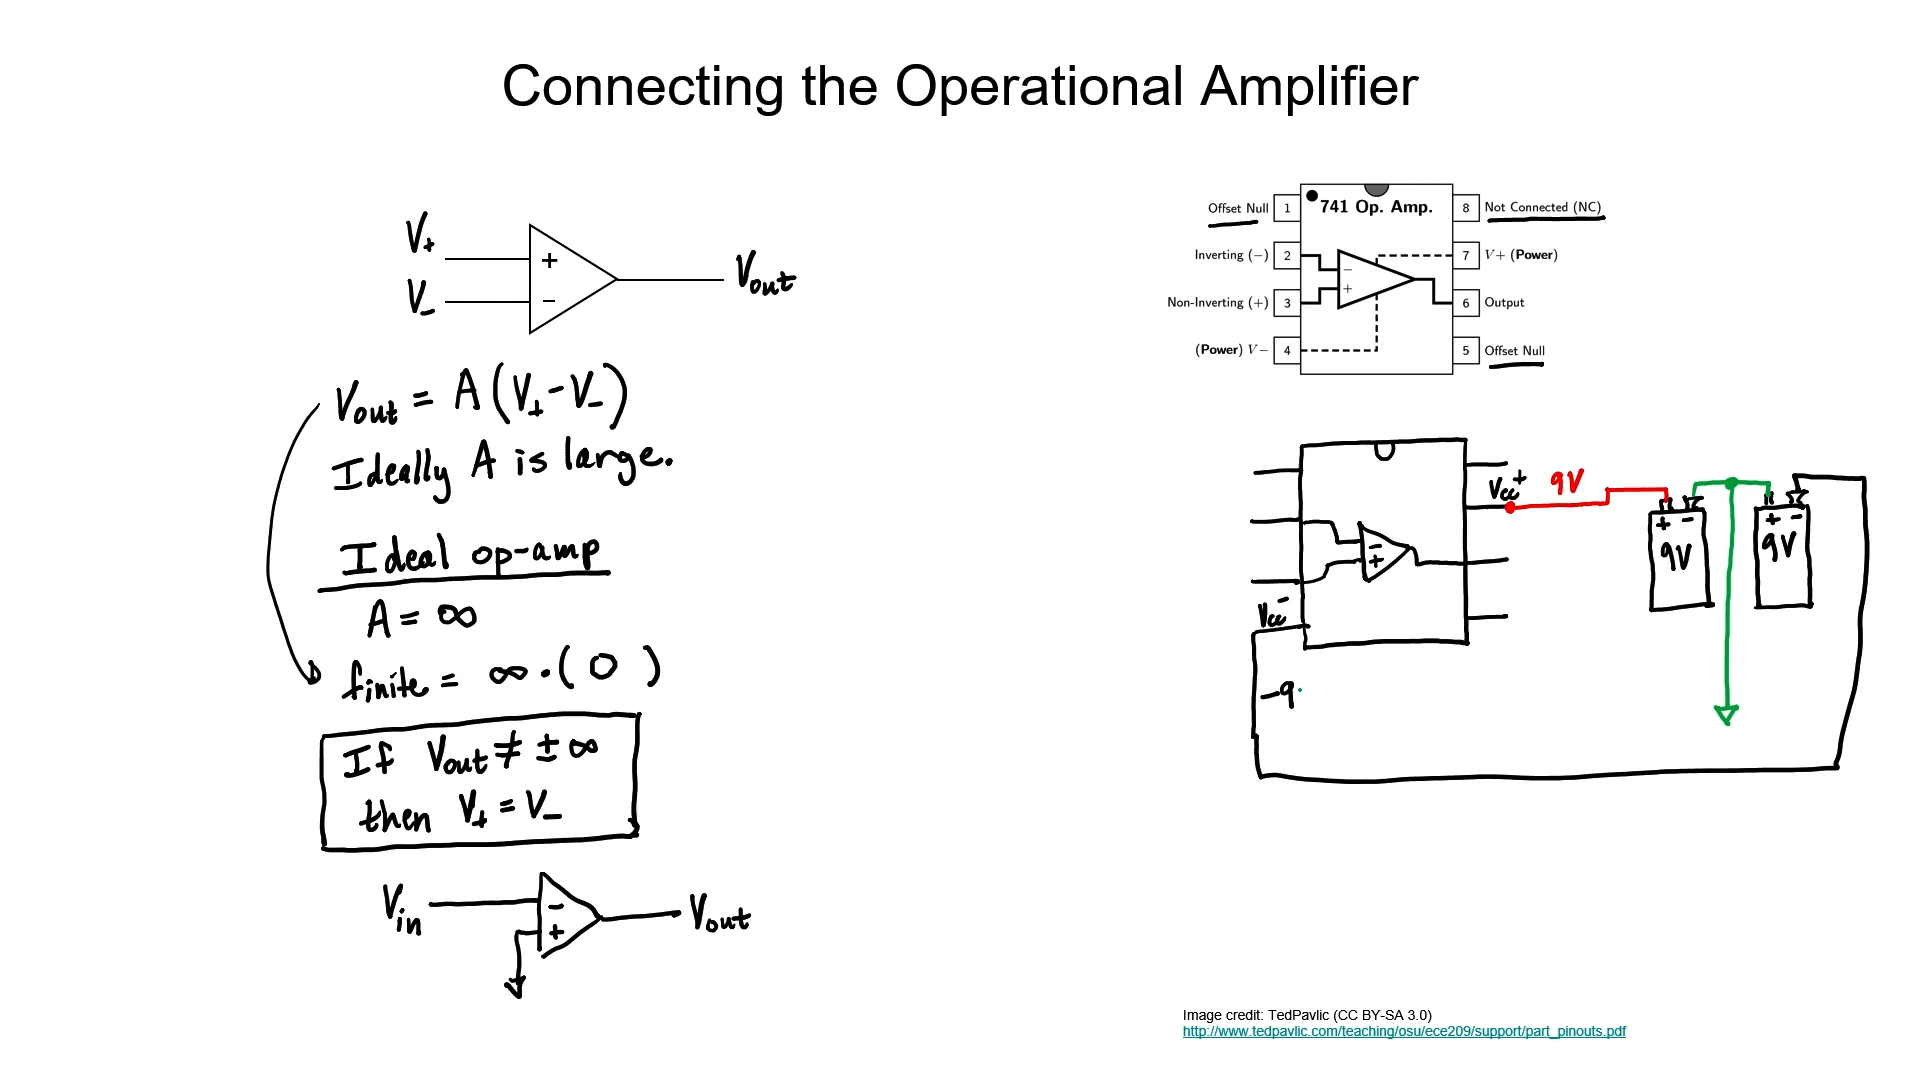 Connecting the Operational Amplifier
V+
V-
+
-
Vout
Vout = A(V+ - V-)
Ideally A is large.
Ideal op-amp
A = ∞
finite = ∞ · ( 0 )
If Vout ≠ ± ∞
then V+ = V-
Vin
-
+
Vout
741 Op. Amp.
Offset Null 1
8 Not Connected (NC)
Inverting (−) 2
7 V+ (Power)
Non-Inverting (+) 3
6 Output
(Power) V− 4
5 Offset Null
−
+
Vcc+
9V
-
+
Vcc-
-9
+ -
9V
+ -
9V
Image credit: TedPavlic (CC BY-SA 3.0)
http://www.tedpavlic.com/teaching/osu/ece209/support/part_pinouts.pdf